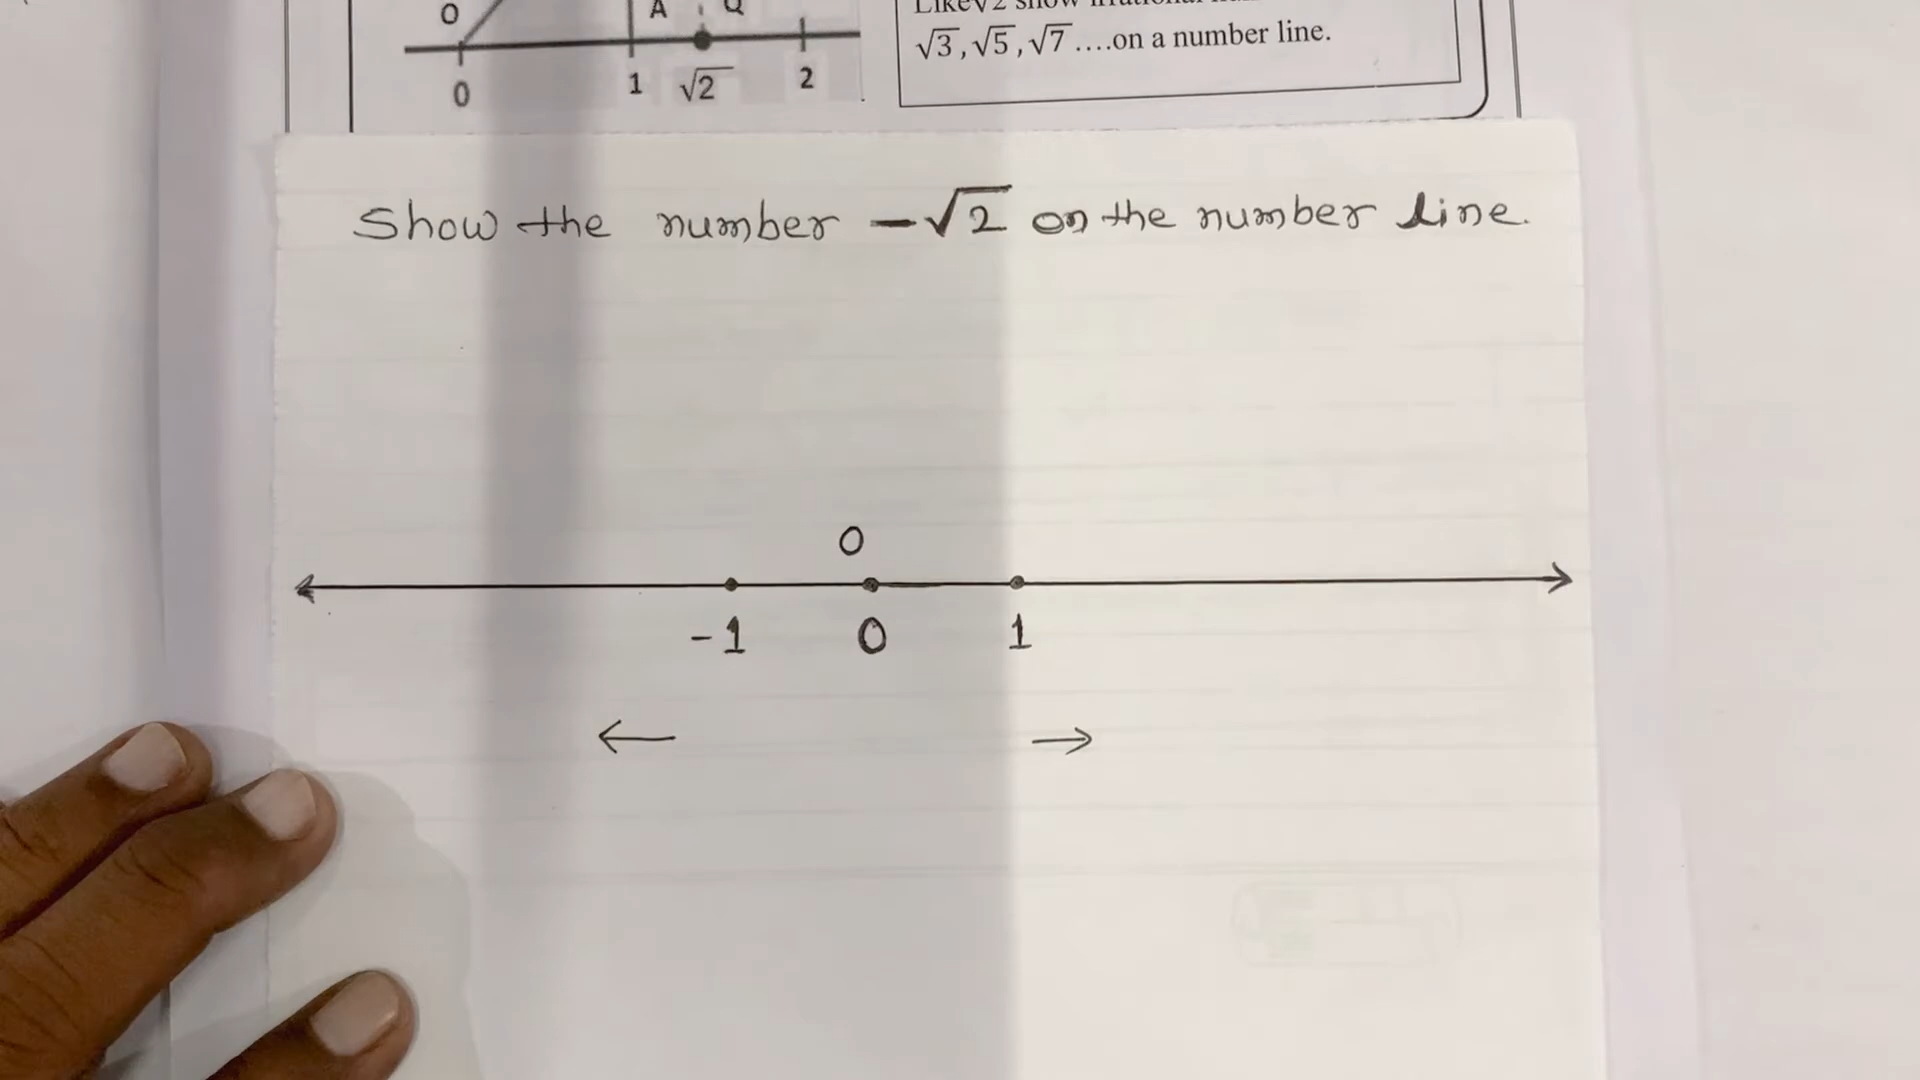 O A Q
0 1 √2 2
√3, √5, √7 ....on a number line.
Show the number -√2 on the number line.
O
-1 0 1